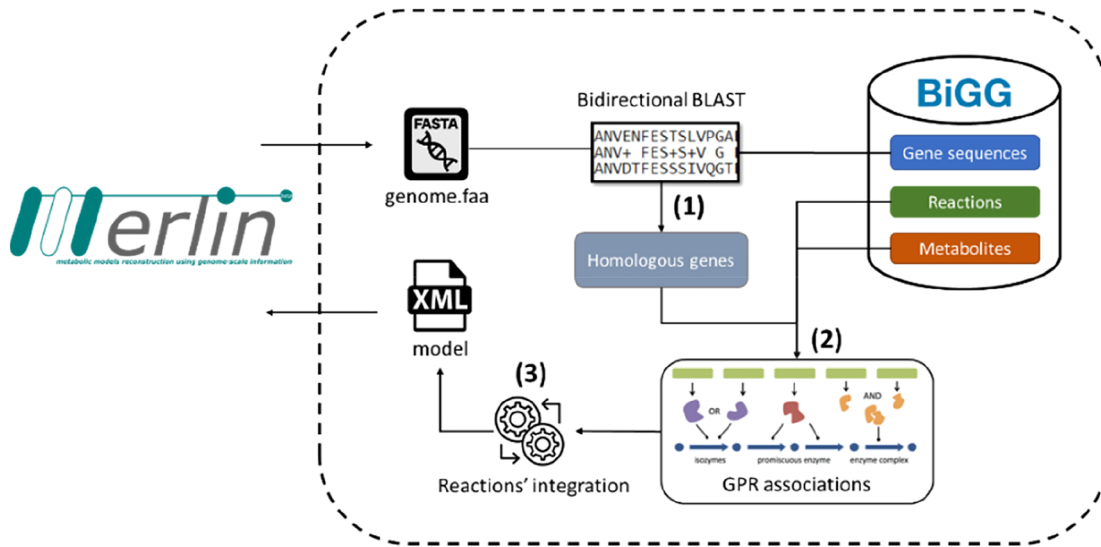 Merlin
beta
metabolic models reconstruction using genome-scale information
FASTA
genome.faa
Bidirectional BLAST
ANVENFESTSLVPGA
ANV+ FES+S+V G
ANVDTFESSSIVQGT
(1)
Homologous genes
BiGG
Gene sequences
Reactions
Metabolites
(2)
OR
AND
isozymes
promiscuous enzyme
enzyme complex
GPR associations
(3)
Reactions' integration
XML
model